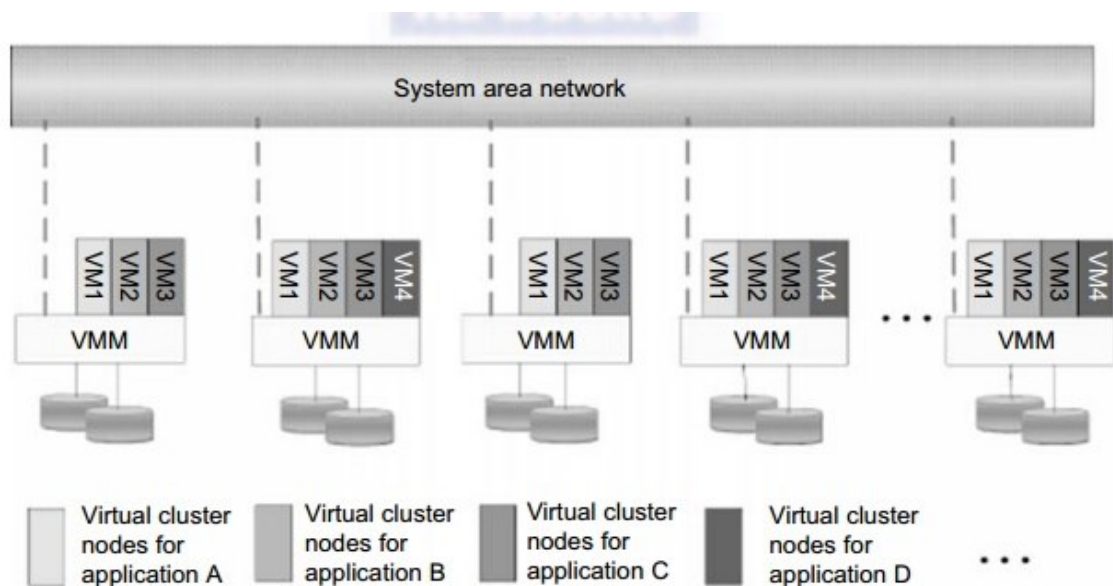 System area network
VM1 VM2 VM3
VM1 VM2 VM3 VM4
VM1 VM2 VM3
VM1 VM2 VM3 VM4
...
VM1 VM2 VM3 VM4
VMM
VMM
VMM
VMM
VMM
Virtual cluster
nodes for
application A
Virtual cluster
nodes for
application B
Virtual cluster
nodes for
application C
Virtual cluster
nodes for
application D
...